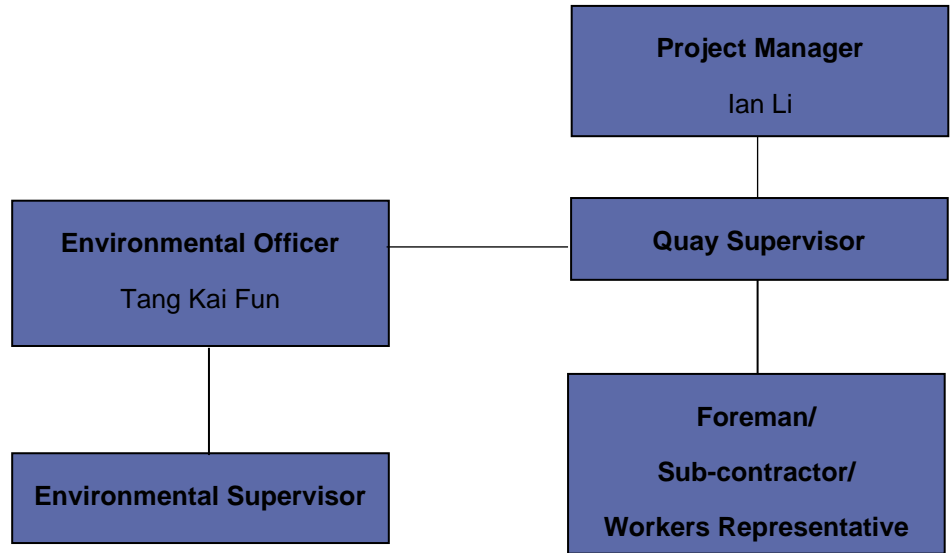 Project Manager
Ian Li
Environmental Officer
Tang Kai Fun
Quay Supervisor
Environmental Supervisor
Foreman/
Sub-contractor/
Workers Representative